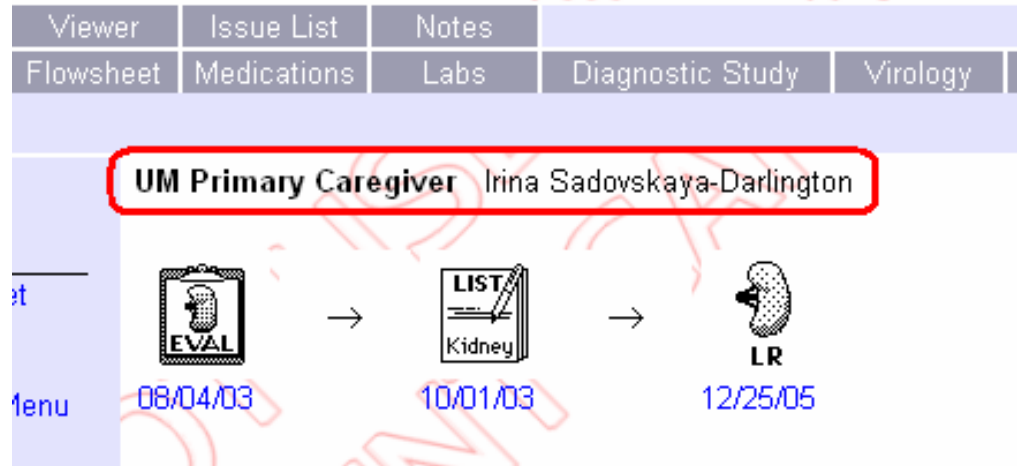 Viewer Issue List Notes
Flowsheet Medications Labs Diagnostic Study Virology
UM Primary Caregiver Irina Sadovskaya-Darlington
EVAL LIST Kidney LR
et
08/04/03 10/01/03 12/25/05
Menu